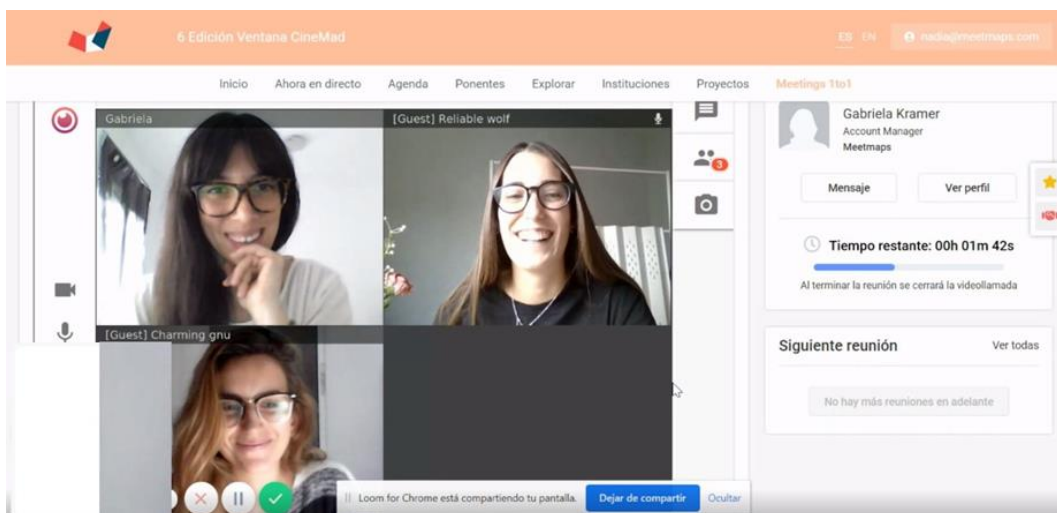 6 Edición Ventana CineMad
ES EN
nadia@meetmaps.com
Inicio Ahora en directo Agenda Ponentes Explorar Instituciones Proyectos Meetings 1to1
Gabriela
[Guest] Reliable wolf
3
[Guest] Charming gnu
Gabriela Kramer
Account Manager
Meetmaps
Mensaje Ver perfil
Tiempo restante: 00h 01m 42s
Al terminar la reunión se cerrará la videollamada
Siguiente reunión Ver todas
No hay más reuniones en adelante
Loom for Chrome está compartiendo tu pantalla. Dejar de compartir Ocultar